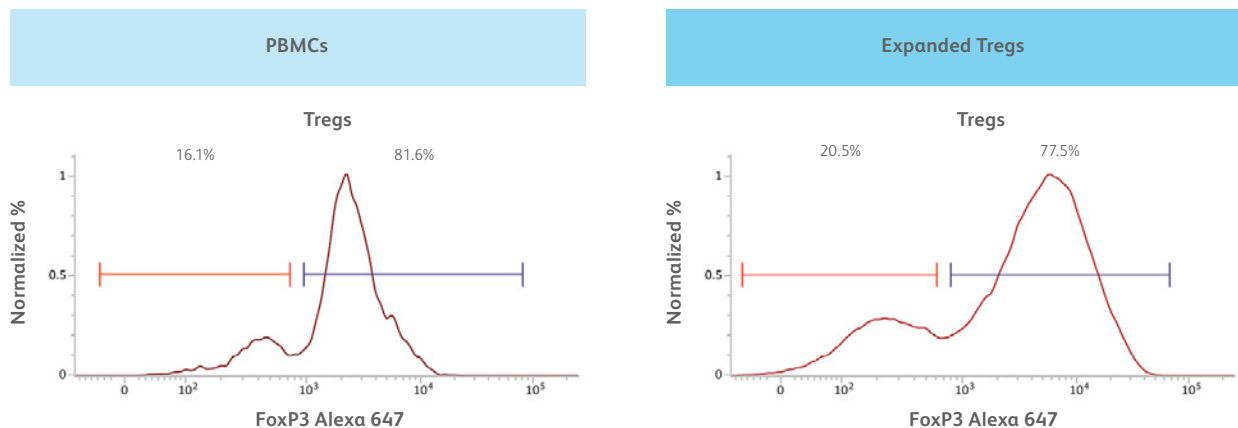 PBMCs
Tregs
16.1% 81.6%
Normalized %
1
0.5
0
0 10² 10³ 10⁴ 10⁵
FoxP3 Alexa 647
Expanded Tregs
Tregs
20.5% 77.5%
Normalized %
1
0.5
0
0 10² 10³ 10⁴ 10⁵
FoxP3 Alexa 647